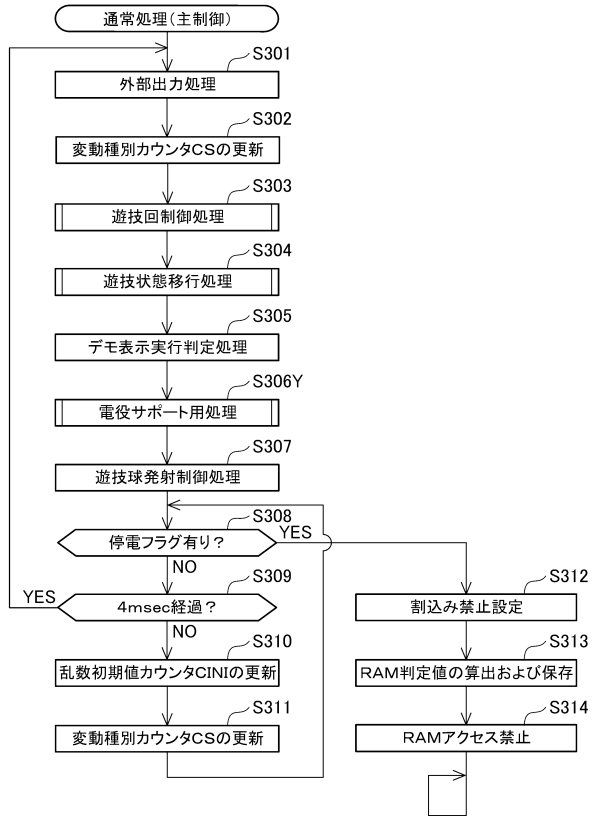 通常処理(主制御)
S301
外部出力処理
S302
変動種別カウンタCSの更新
S303
遊技回制御処理
S304
遊技状態移行処理
S305
デモ表示実行判定処理
S306Y
電役サポート用処理
S307
遊技球発射制御処理
S308
停電フラグ有り?
YES
NO
S309
YES
4msec経過?
NO
S310
乱数初期値カウンタCINIの更新
S311
変動種別カウンタCSの更新
S312
割込み禁止設定
S313
RAM判定値の算出および保存
S314
RAMアクセス禁止